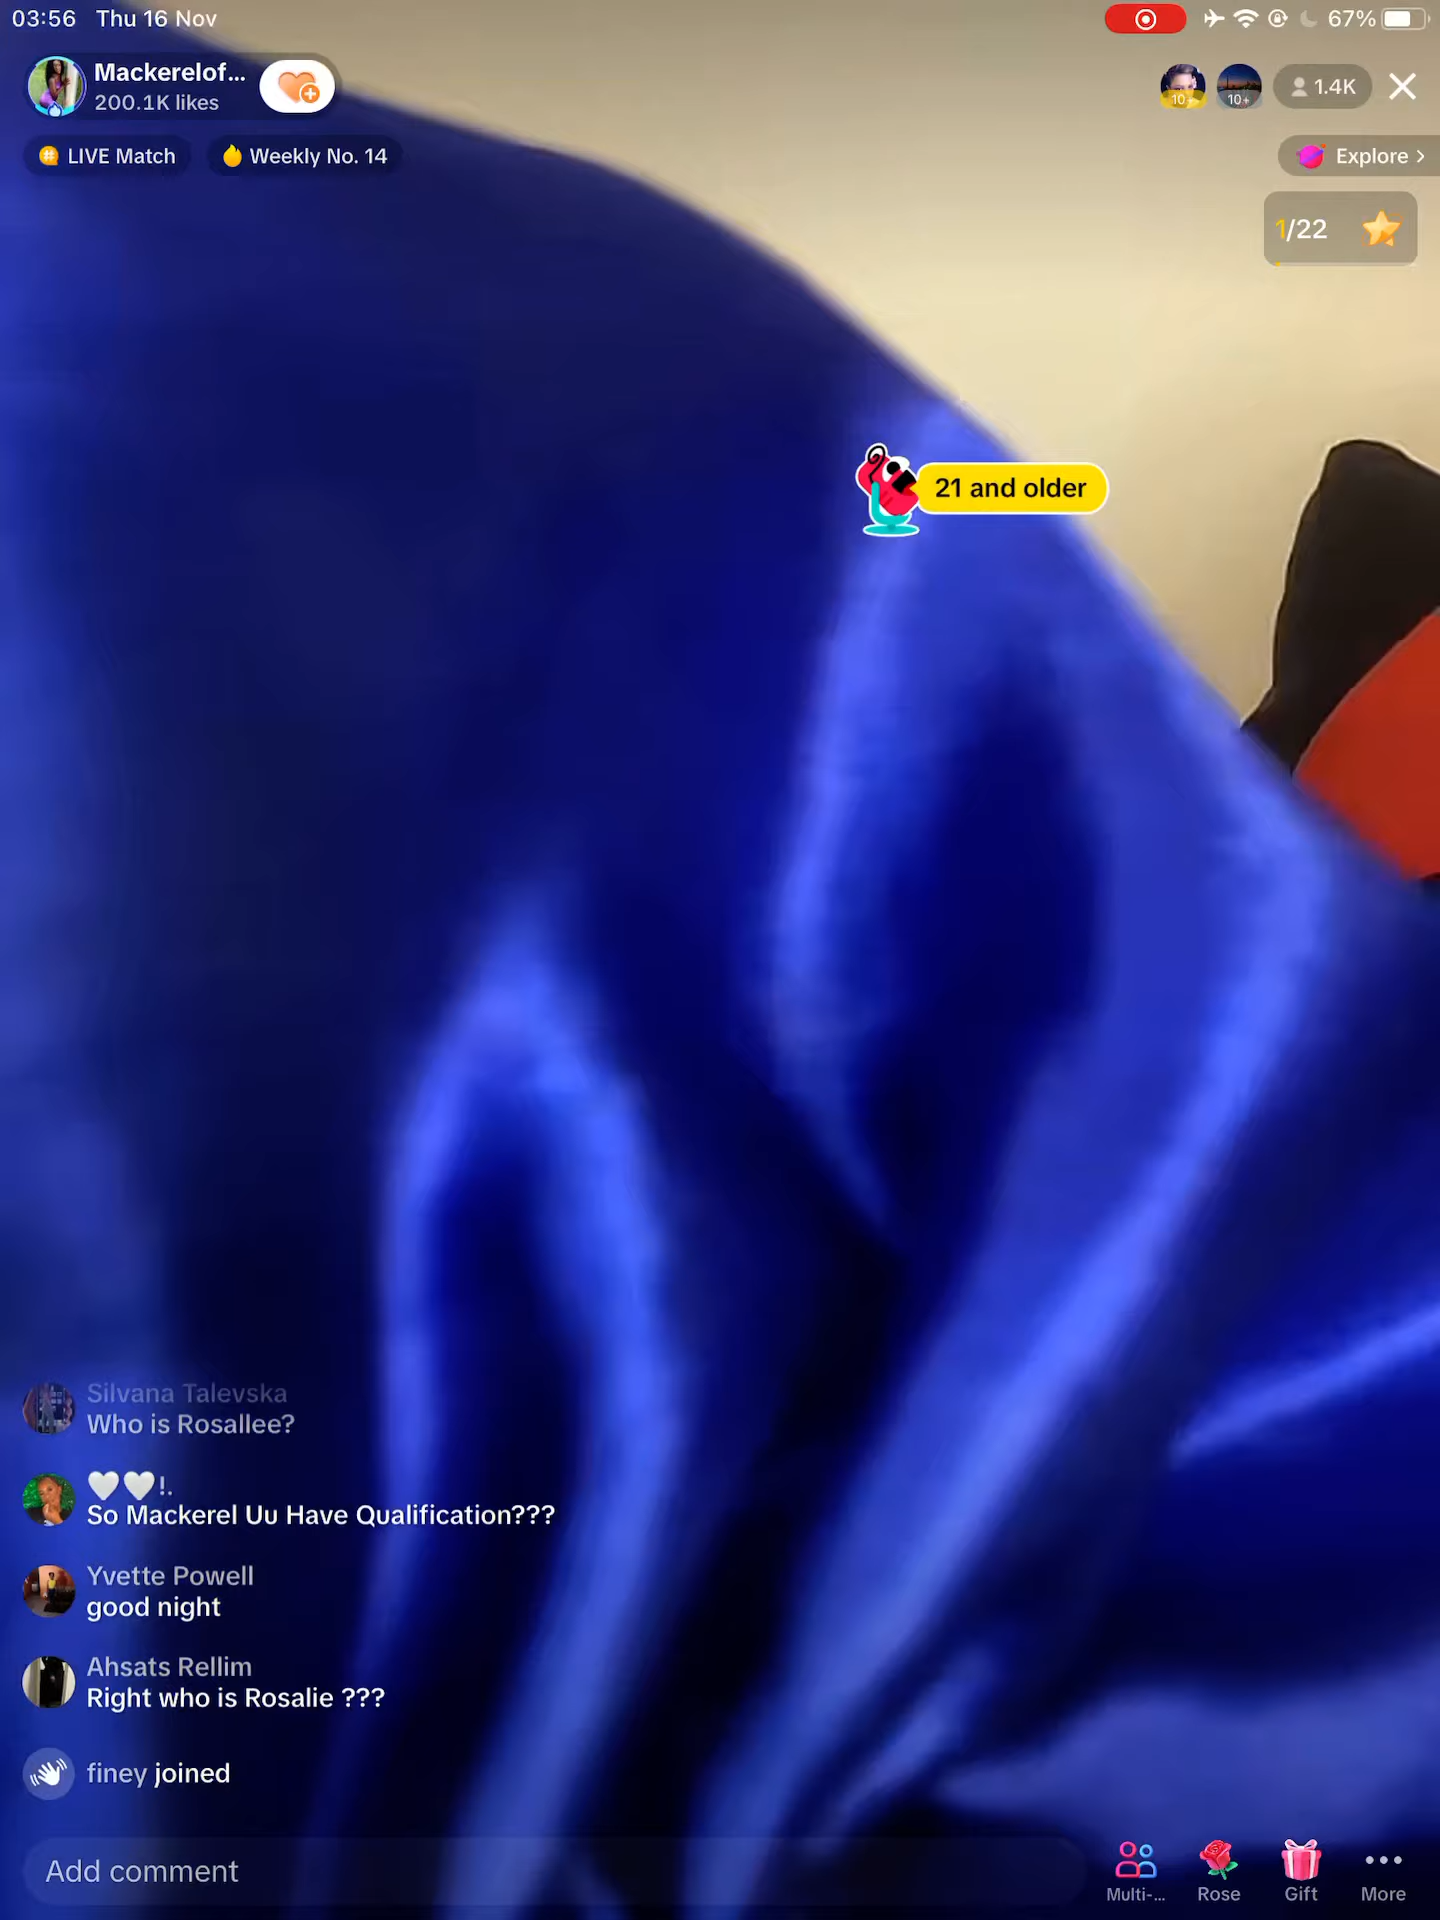 03:56 Thu 16 Nov
67%
Mackerelof...
200.1K likes
10+
10+
1.4K
LIVE Match
Weekly No. 14
Explore >
1/22
21 and older
Silvana Talevska
Who is Rosallee?
🤍🤍!.
So Mackerel Uu Have Qualification???
Yvette Powell
good night
Ahsats Rellim
Right who is Rosalie ???
finey joined
Add comment
Multi-...
Rose
Gift
More